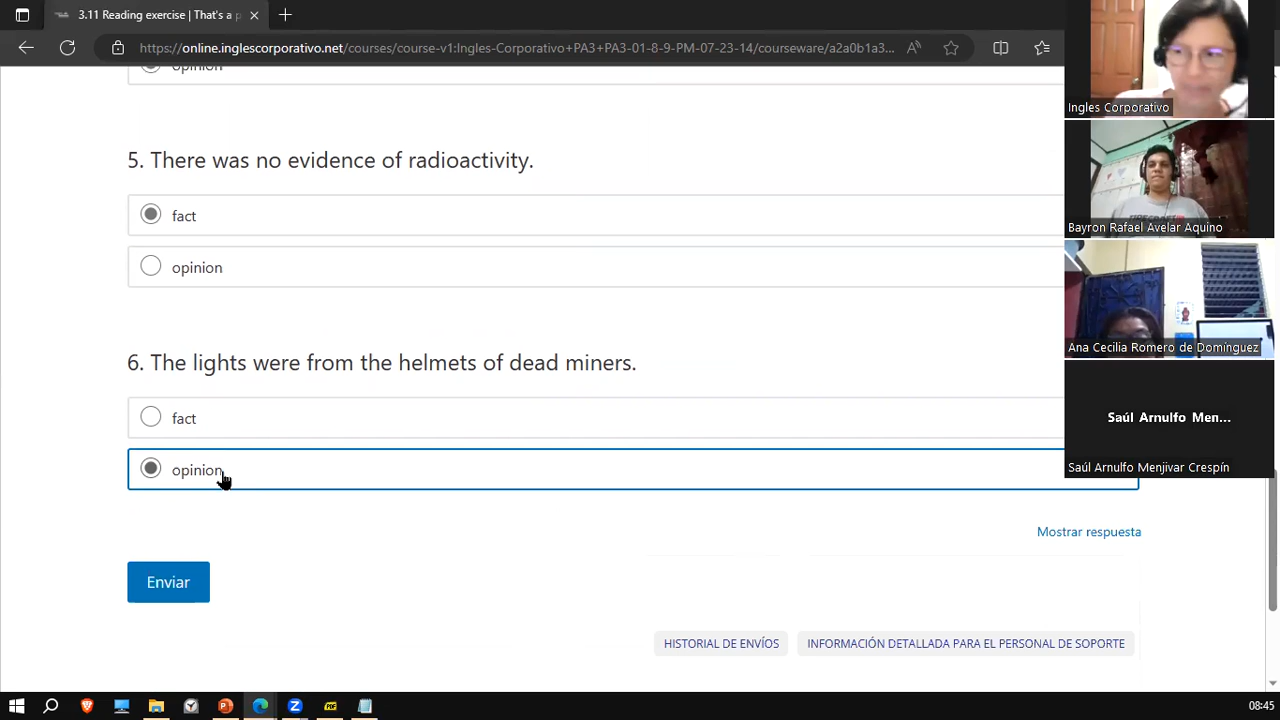 3.11 Reading exercise | That's a p
https://online.inglescorporativo.net/courses/course-v1:Ingles-Corporativo+PA3+PA3-01-8-9-PM-07-23-14/courseware/a2a0b1a3...
opinion
5. There was no evidence of radioactivity.
fact
opinion
6. The lights were from the helmets of dead miners.
fact
opinion
Mostrar respuesta
Enviar
HISTORIAL DE ENVÍOS
INFORMACIÓN DETALLADA PARA EL PERSONAL DE SOPORTE
Ingles Corporativo
Bayron Rafael Avelar Aquino
Ana Cecilia Romero de Domínguez
Saúl Arnulfo Men...
Saúl Arnulfo Menjivar Crespín
08:45